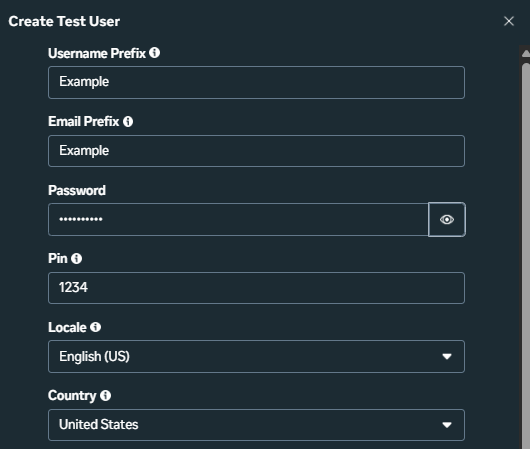 Create Test User
Username Prefix
Example
Email Prefix
Example
Password
••••••••••
Pin
1234
Locale
English (US)
Country
United States